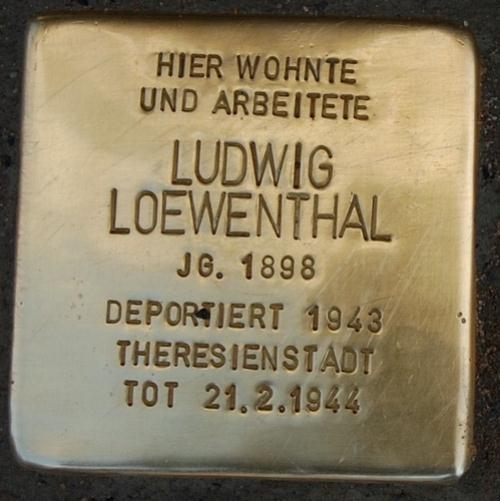 HIER WOHNTE
UND ARBEITETE
LUDWIG
LOEWENTHAL
JG. 1898
DEPORTIERT 1943
THERESIENSTADT
TOT 21.2.1944